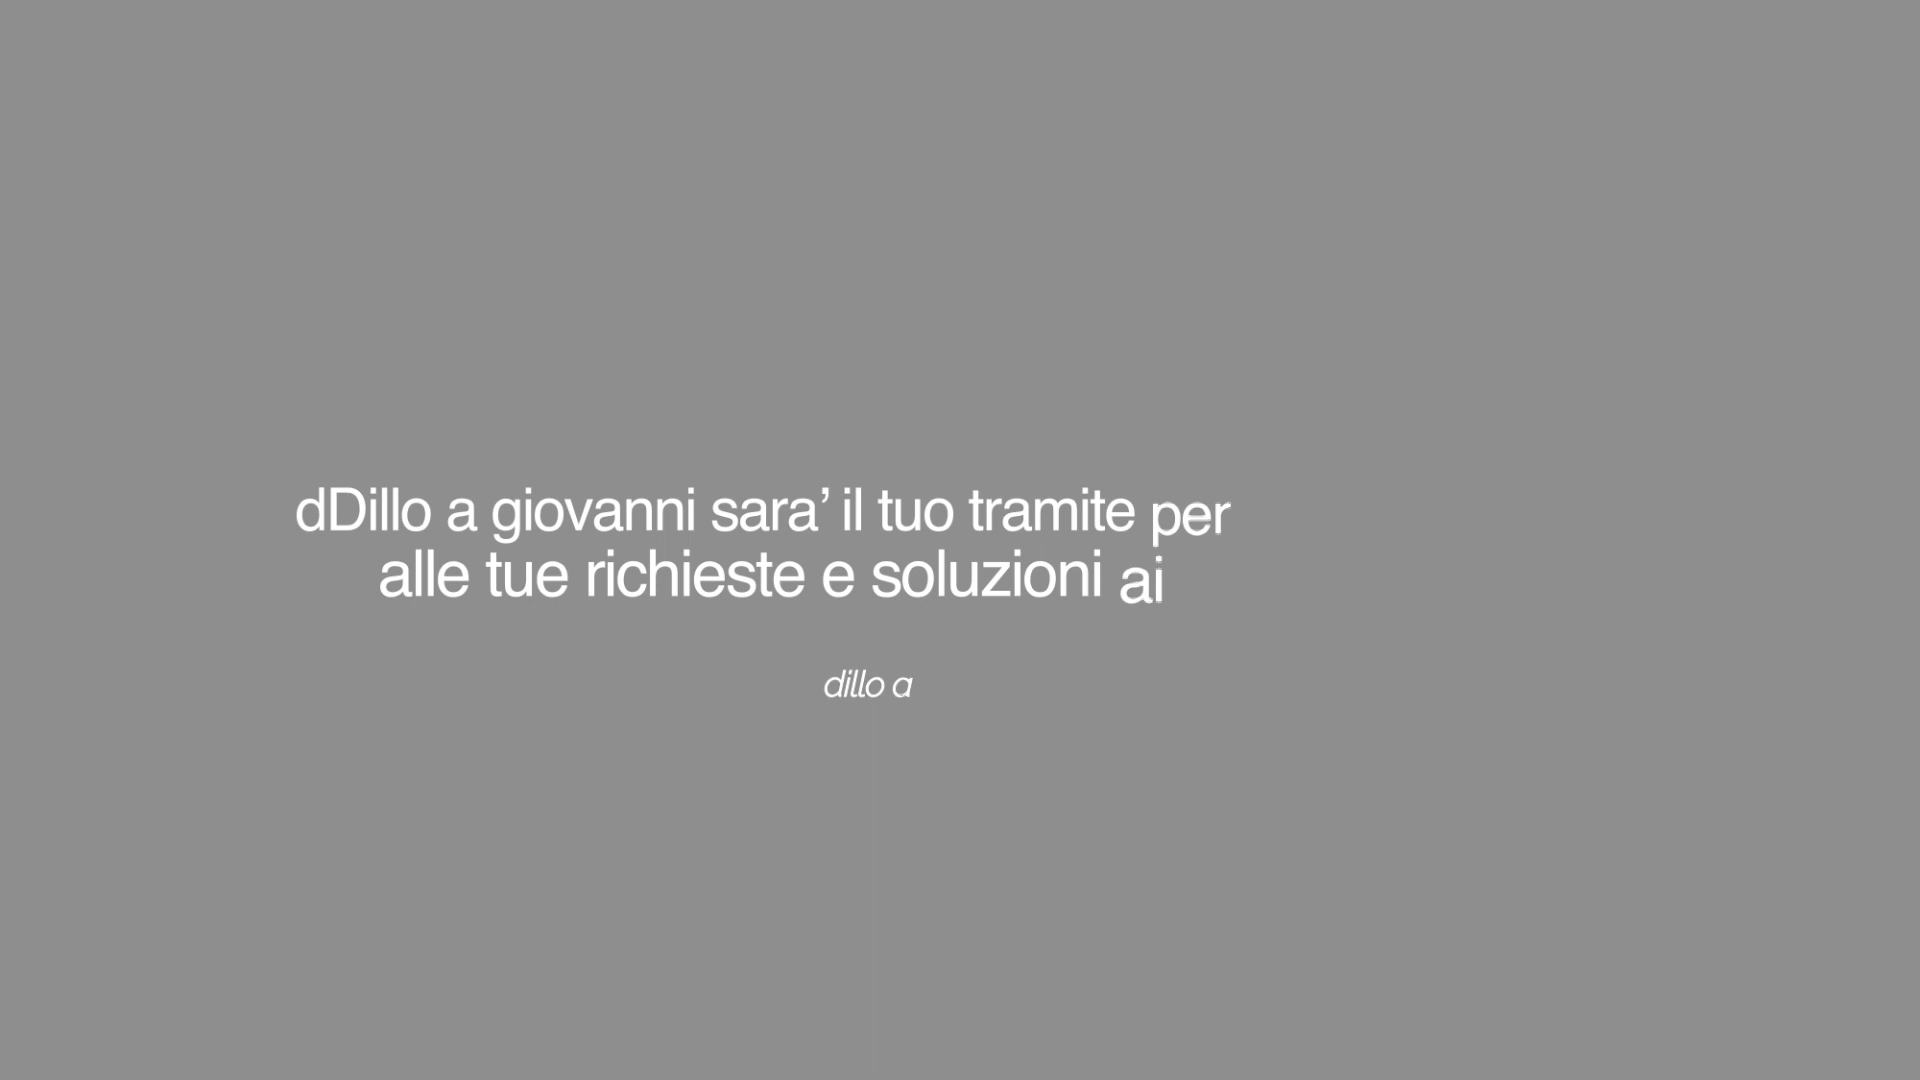 dDillo a giovanni sara’ il tuo tramite per
alle tue richieste e soluzioni ai
dillo a